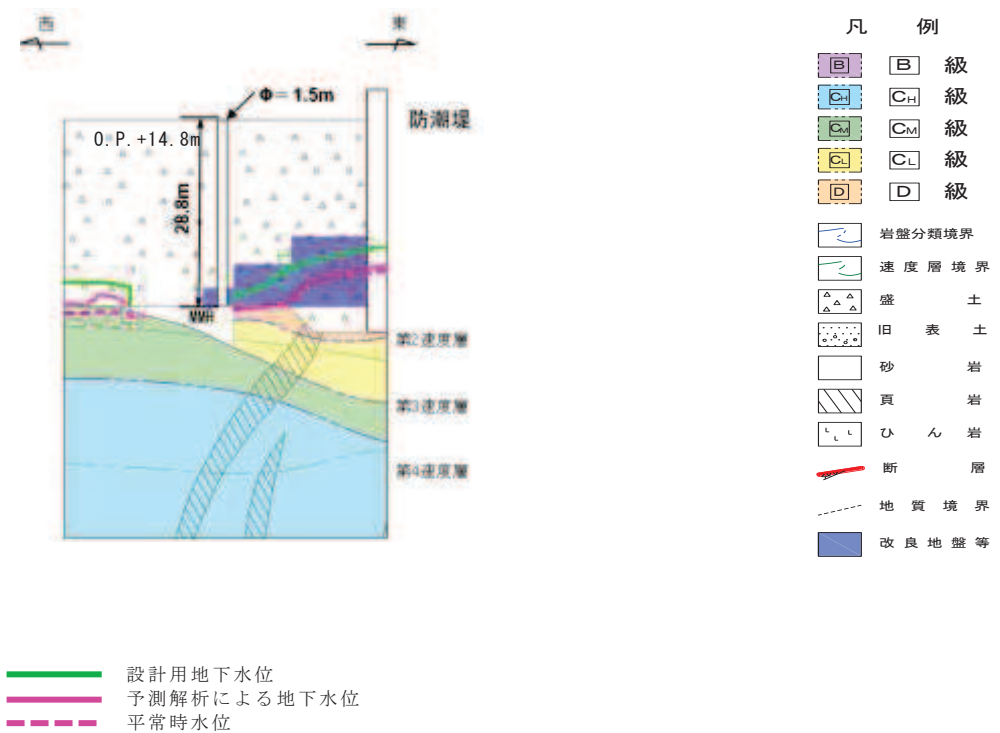 西
東
Φ= 1.5m
防潮堤
O.P.+14.8m
28.8m
MMR
第2速度層
第3速度層
第4速度層
凡 例
B B 級
CH CH 級
CM CM 級
CL CL 級
D D 級
岩盤分類境界
速度層境界
盛土
旧表土
砂岩
頁岩
ひん岩
断層
地質境界
改良地盤等
設計用地下水位
予測解析による地下水位
平常時水位